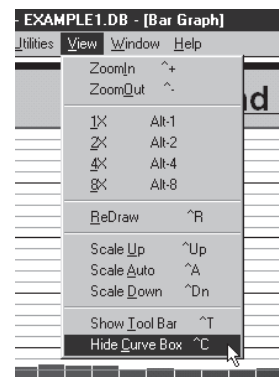 - EXAMPLE1.DB - [Bar Graph]
Utilities View Window Help
ZoomIn ^+
ZoomOut ^-
1X Alt-1
2X Alt-2
4X Alt-4
8X Alt-8
ReDraw ^R
Scale Up ^Up
Scale Auto ^A
Scale Down ^Dn
Show Tool Bar ^T
Hide Curve Box ^C